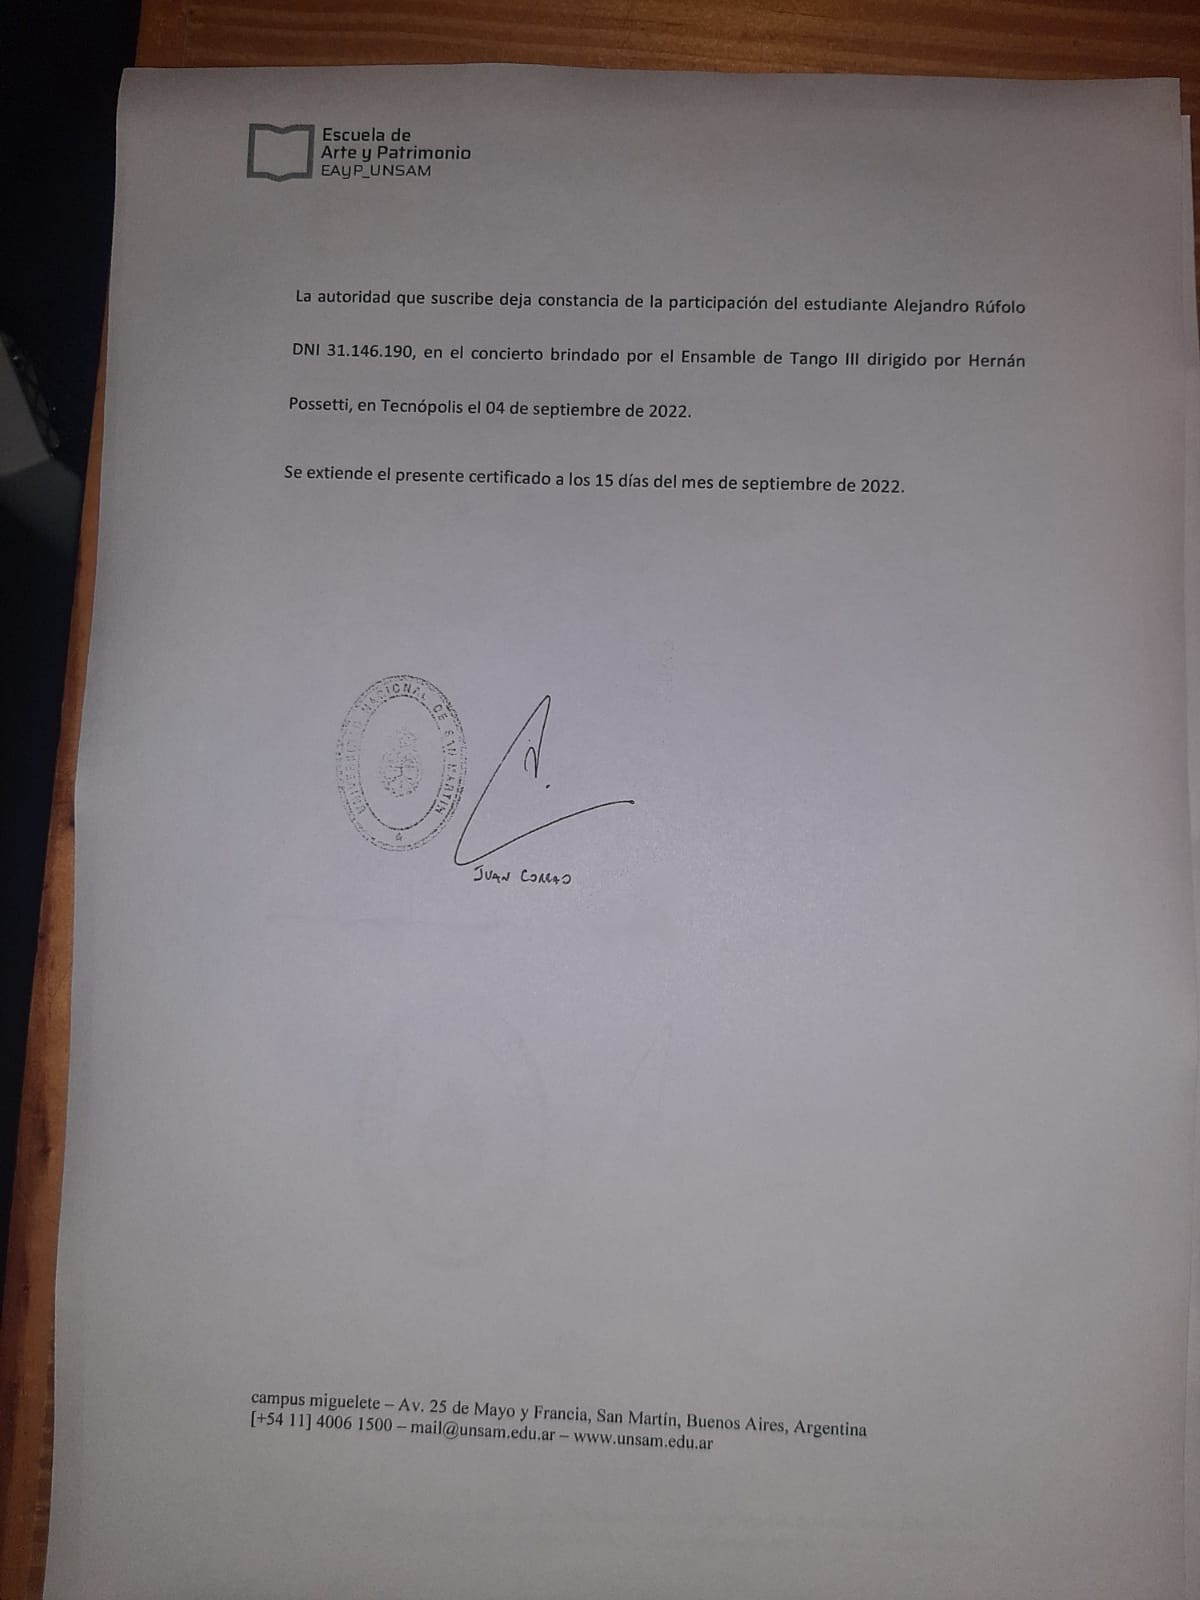 Escuela de
Arte y Patrimonio
EAyP_UNSAM
La autoridad que suscribe deja constancia de la participación del estudiante Alejandro Rúfolo
DNI 31.146.190, en el concierto brindado por el Ensamble de Tango III dirigido por Hernán
Possetti, en Tecnópolis el 04 de septiembre de 2022.
Se extiende el presente certificado a los 15 días del mes de septiembre de 2022.
UNIVERSIDAD NACIONAL DE SAN MARTIN
JUAN
campus miguelete – Av. 25 de Mayo y Francia, San Martín, Buenos Aires, Argentina
[+54 11] 4006 1500 – mail@unsam.edu.ar – www.unsam.edu.ar